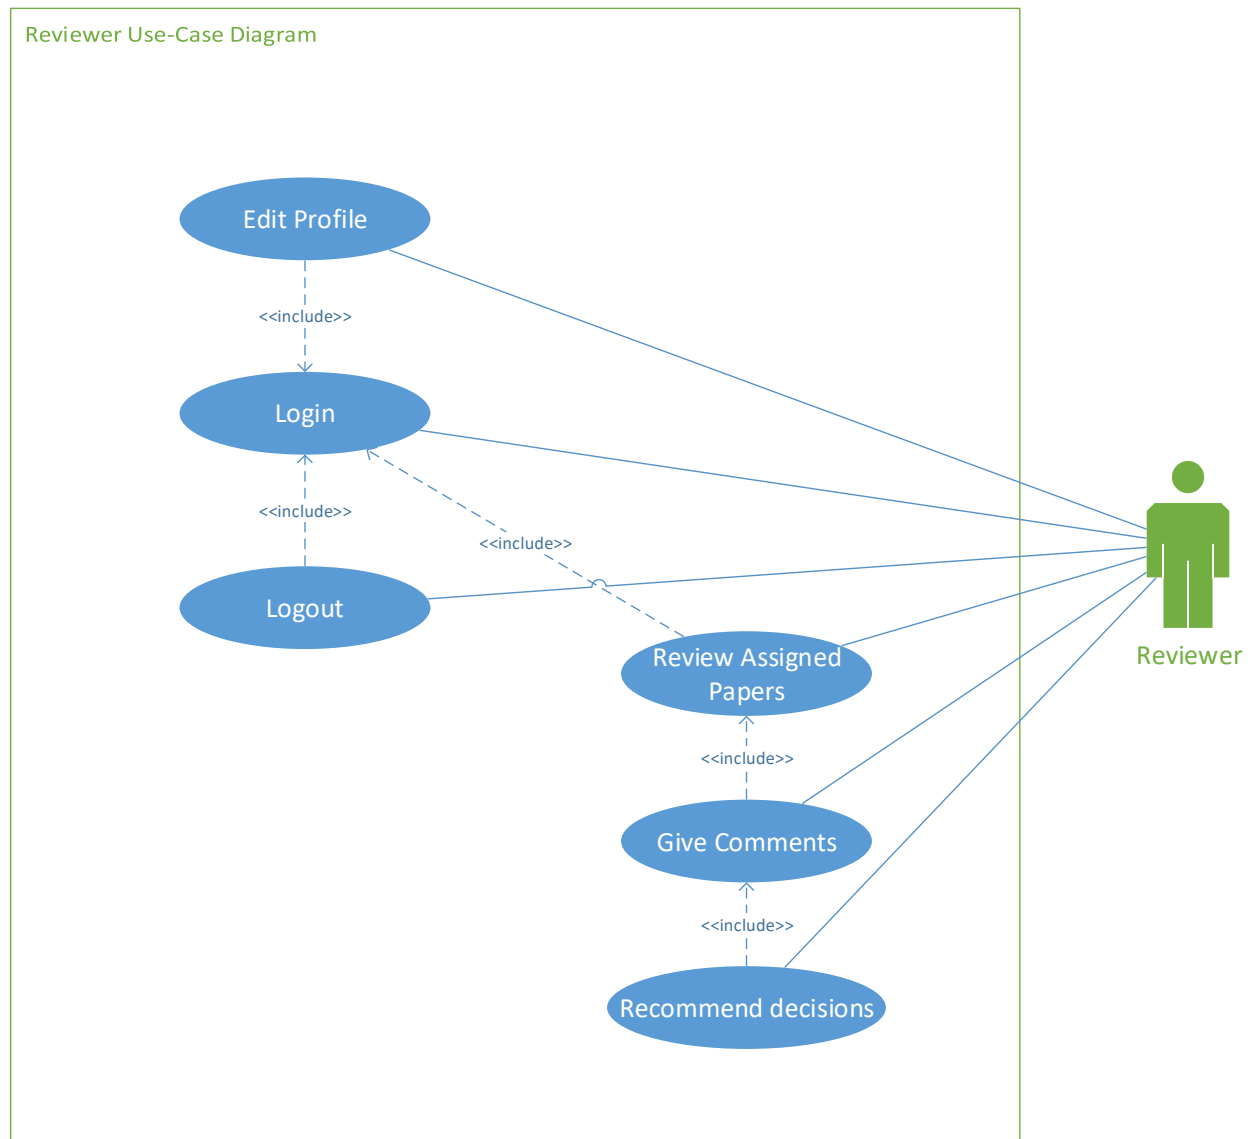 Reviewer Use-Case Diagram
Edit Profile
<<include>>
Login
<<include>>
<<include>>
Logout
Review Assigned
Papers
Reviewer
<<include>>
Give Comments
<<include>>
Recommend decisions